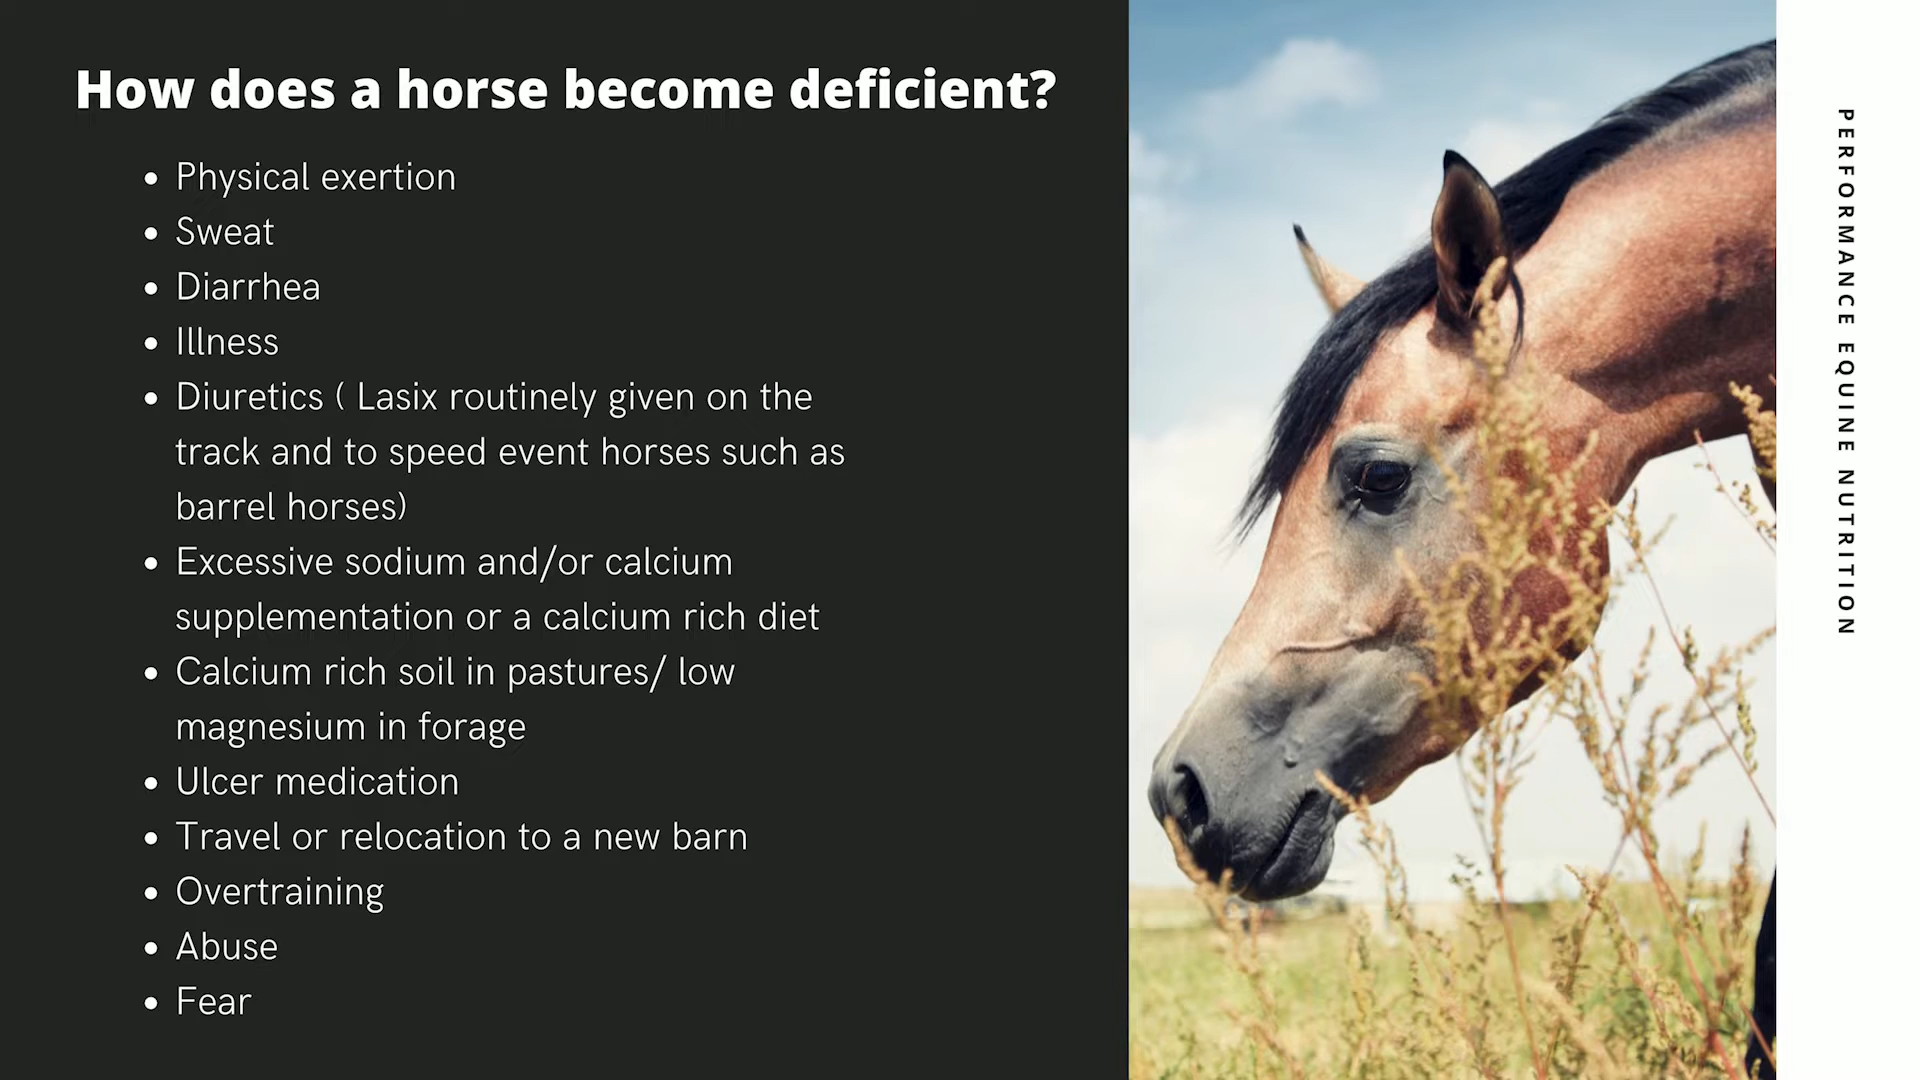 How does a horse become deficient?
• Physical exertion
• Sweat
• Diarrhea
• Illness
• Diuretics ( Lasix routinely given on the
track and to speed event horses such as
barrel horses)
• Excessive sodium and/or calcium
supplementation or a calcium rich diet
• Calcium rich soil in pastures/ low
magnesium in forage
• Ulcer medication
• Travel or relocation to a new barn
• Overtraining
• Abuse
• Fear
PERFORMANCE EQUINE NUTRITION